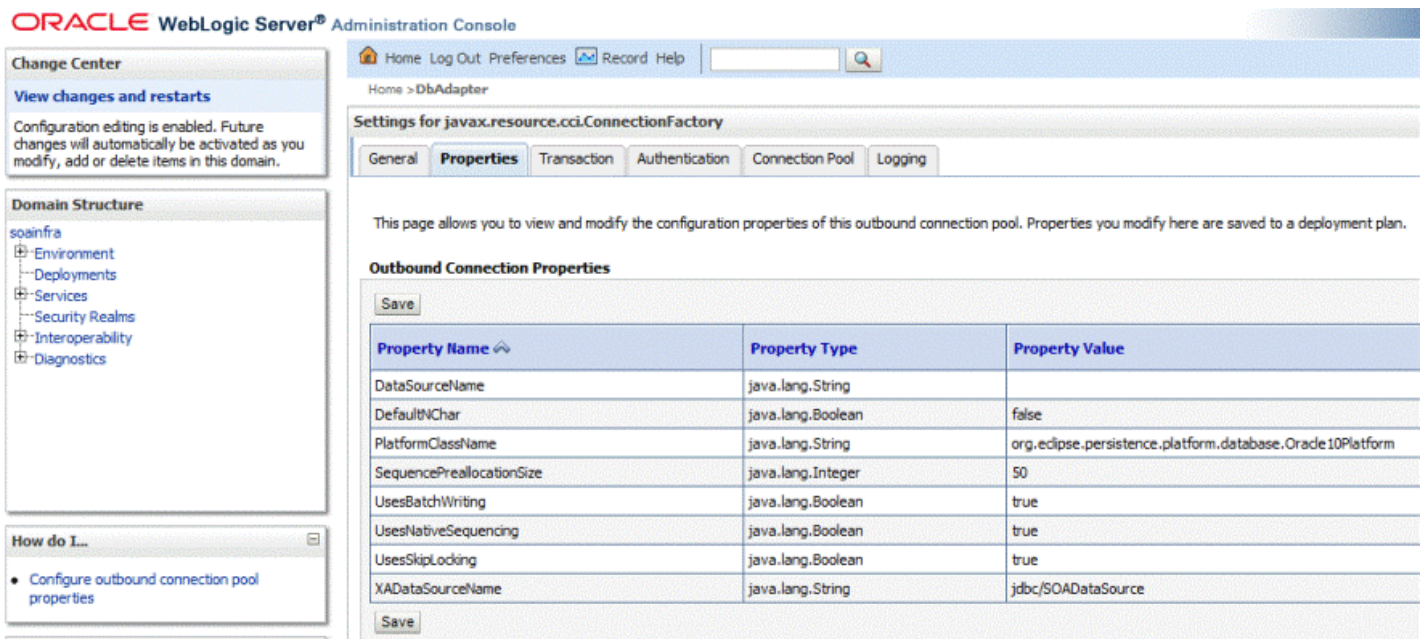 ORACLE WebLogic Server® Administration Console
Change Center
View changes and restarts
Configuration editing is enabled. Future
changes will automatically be activated as you
modify, add or delete items in this domain.
Domain Structure
soainfra
Environment
Deployments
Services
Security Realms
Interoperability
Diagnostics
How do I...
Configure outbound connection pool
properties
Home Log Out Preferences Record Help
Home >DbAdapter
Settings for javax.resource.cci.ConnectionFactory
General Properties Transaction Authentication Connection Pool Logging
This page allows you to view and modify the configuration properties of this outbound connection pool. Properties you modify here are saved to a deployment plan.
Outbound Connection Properties
Save
Property Name Property Type Property Value
DataSourceName java.lang.String
DefaultNChar java.lang.Boolean false
PlatformClassName java.lang.String org.eclipse.persistence.platform.database.Oracle10Platform
SequencePreallocationSize java.lang.Integer 50
UsesBatchWriting java.lang.Boolean true
UsesNativeSequencing java.lang.Boolean true
UsesSkipLocking java.lang.Boolean true
XADataSourceName java.lang.String jdbc/SOADataSource
Save